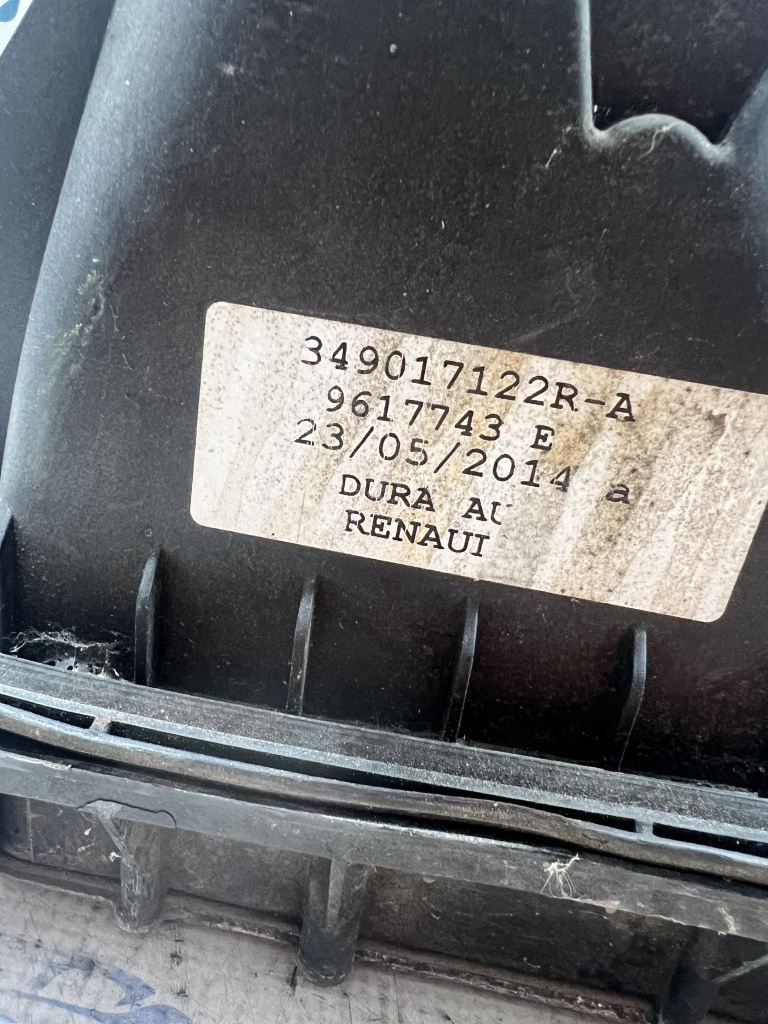 349017122R-A
9617743 E
23/05/2014 a
DURA AU
RENAUI